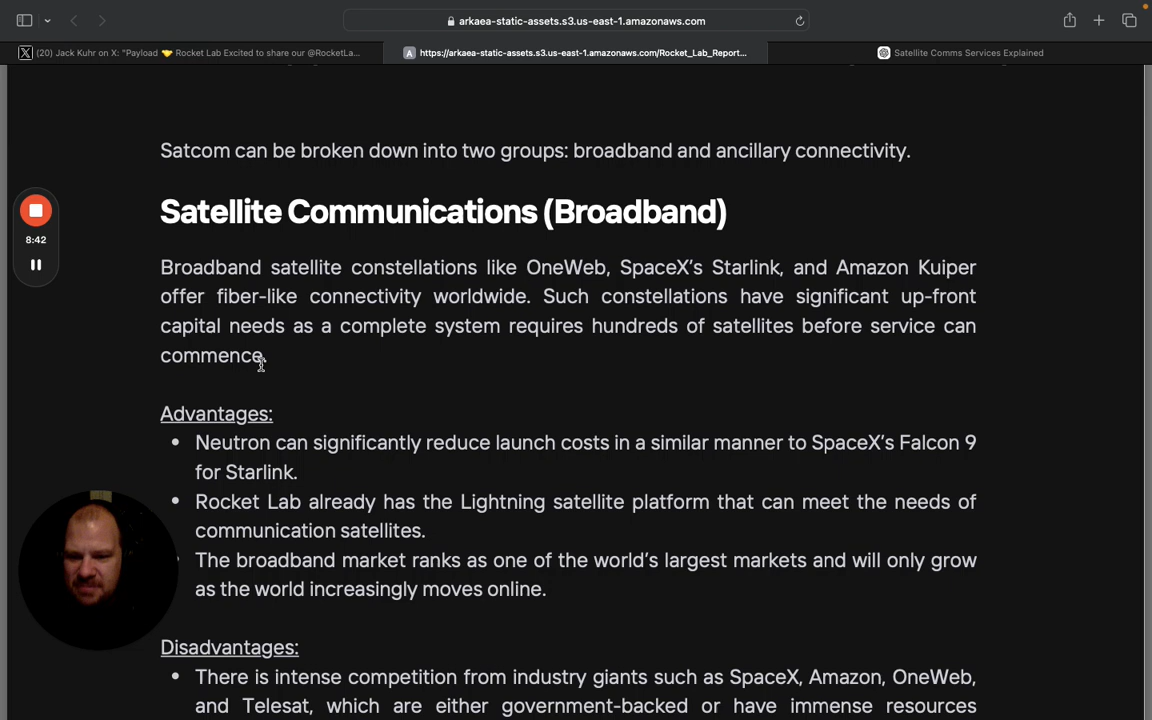 arkaea-static-assets.s3.us-east-1.amazonaws.com
(20) Jack Kuhr on X: "Payload 🤝 Rocket Lab Excited to share our @RocketLa...
A https://arkaea-static-assets.s3.us-east-1.amazonaws.com/Rocket_Lab_Report...
Satellite Comms Services Explained
Satcom can be broken down into two groups: broadband and ancillary connectivity.
Satellite Communications (Broadband)
8:42
Broadband satellite constellations like OneWeb, SpaceX's Starlink, and Amazon Kuiper
offer fiber-like connectivity worldwide. Such constellations have significant up-front
capital needs as a complete system requires hundreds of satellites before service can
commence.
Advantages:
• Neutron can significantly reduce launch costs in a similar manner to SpaceX's Falcon 9
for Starlink.
• Rocket Lab already has the Lightning satellite platform that can meet the needs of
communication satellites.
• The broadband market ranks as one of the world's largest markets and will only grow
as the world increasingly moves online.
Disadvantages:
• There is intense competition from industry giants such as SpaceX, Amazon, OneWeb,
and Telesat, which are either government-backed or have immense resources